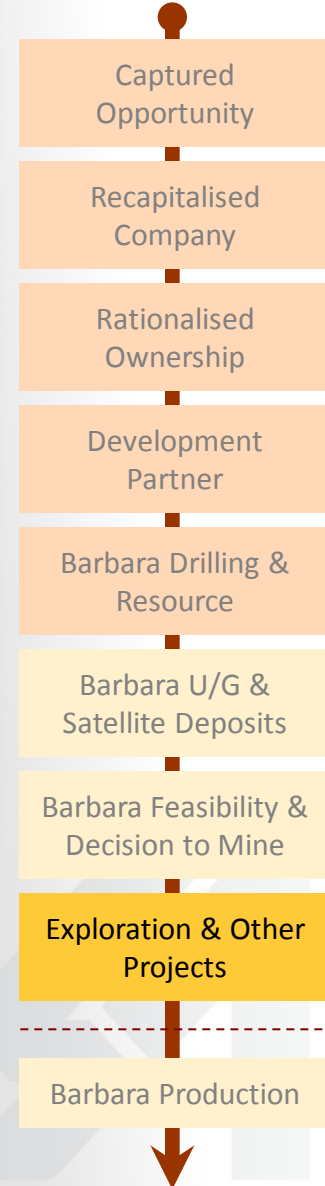 Captured
Opportunity
Recapitalised
Company
Rationalised
Ownership
Development
Partner
Barbara Drilling &
Resource
Barbara U/G &
Satellite Deposits
Barbara Feasibility &
Decision to Mine
Exploration & Other
Projects
Barbara Production